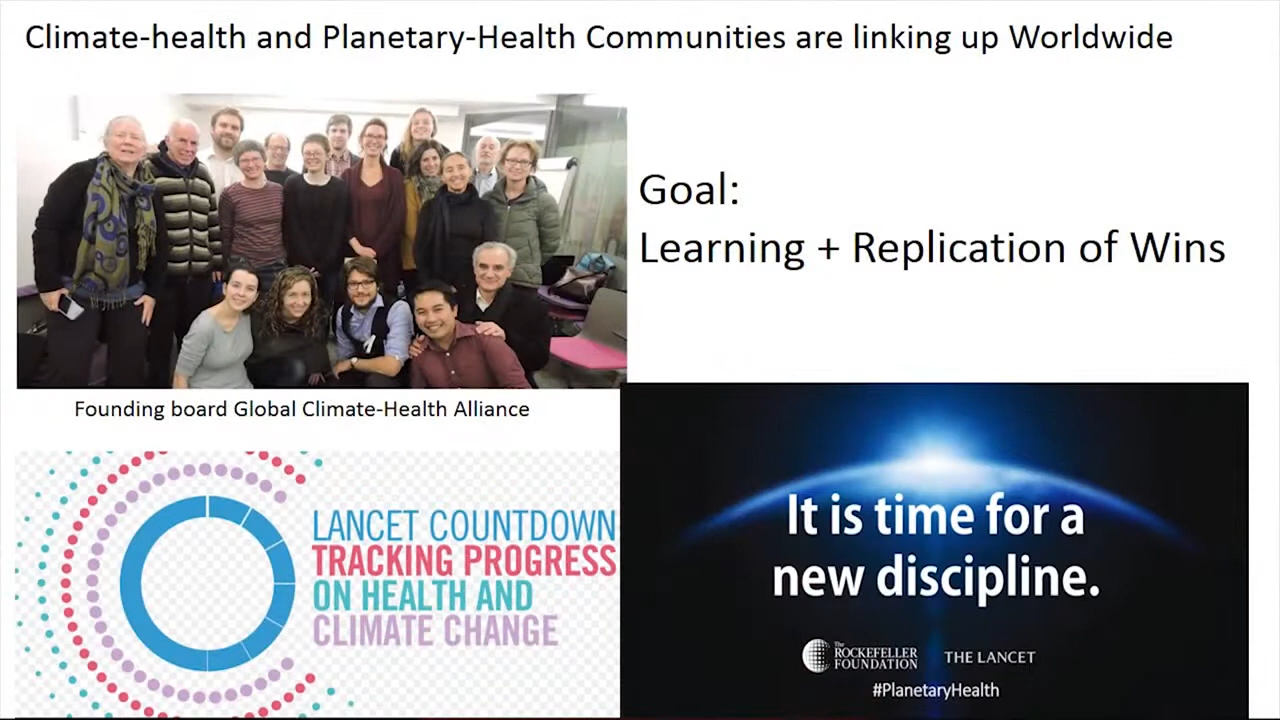 Climate-health and Planetary-Health Communities are linking up Worldwide
Goal:
Learning + Replication of Wins
Founding board Global Climate-Health Alliance
LANCET COUNTDOWN
TRACKING PROGRESS
ON HEALTH AND
CLIMATE CHANGE
It is time for a
new discipline.
The
ROCKEFELLER
FOUNDATION
THE LANCET
#PlanetaryHealth